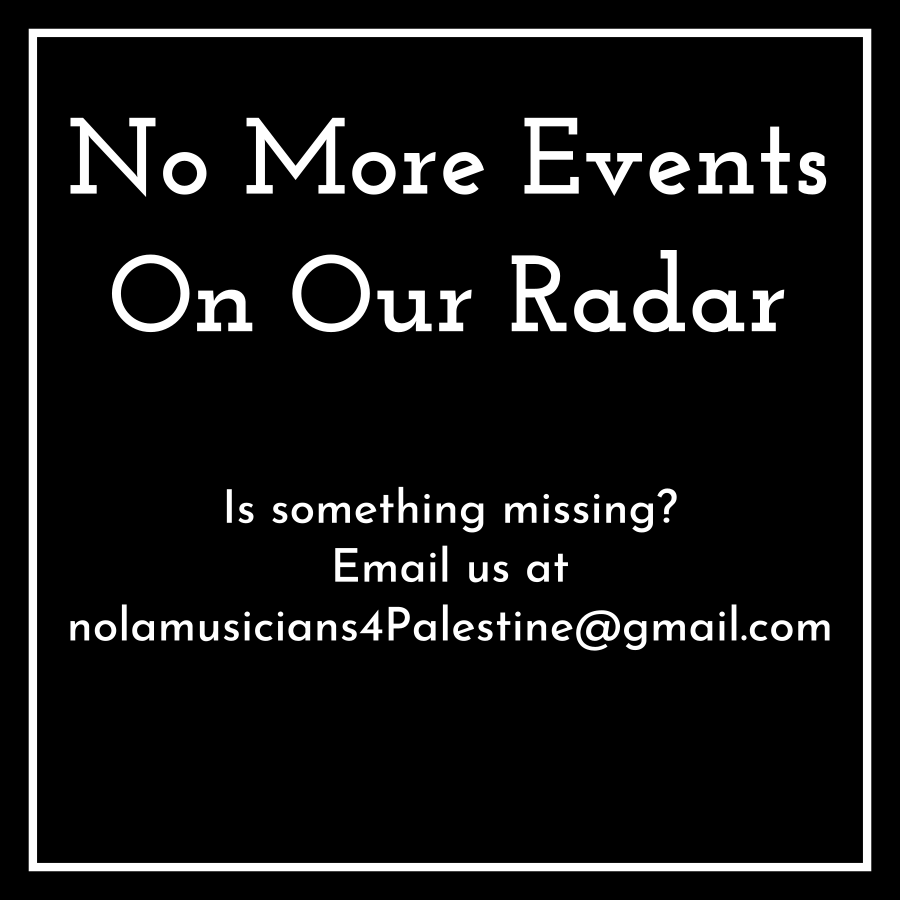 No More Events
On Our Radar
Is something missing?
Email us at
nolamusicians4Palestine@gmail.com